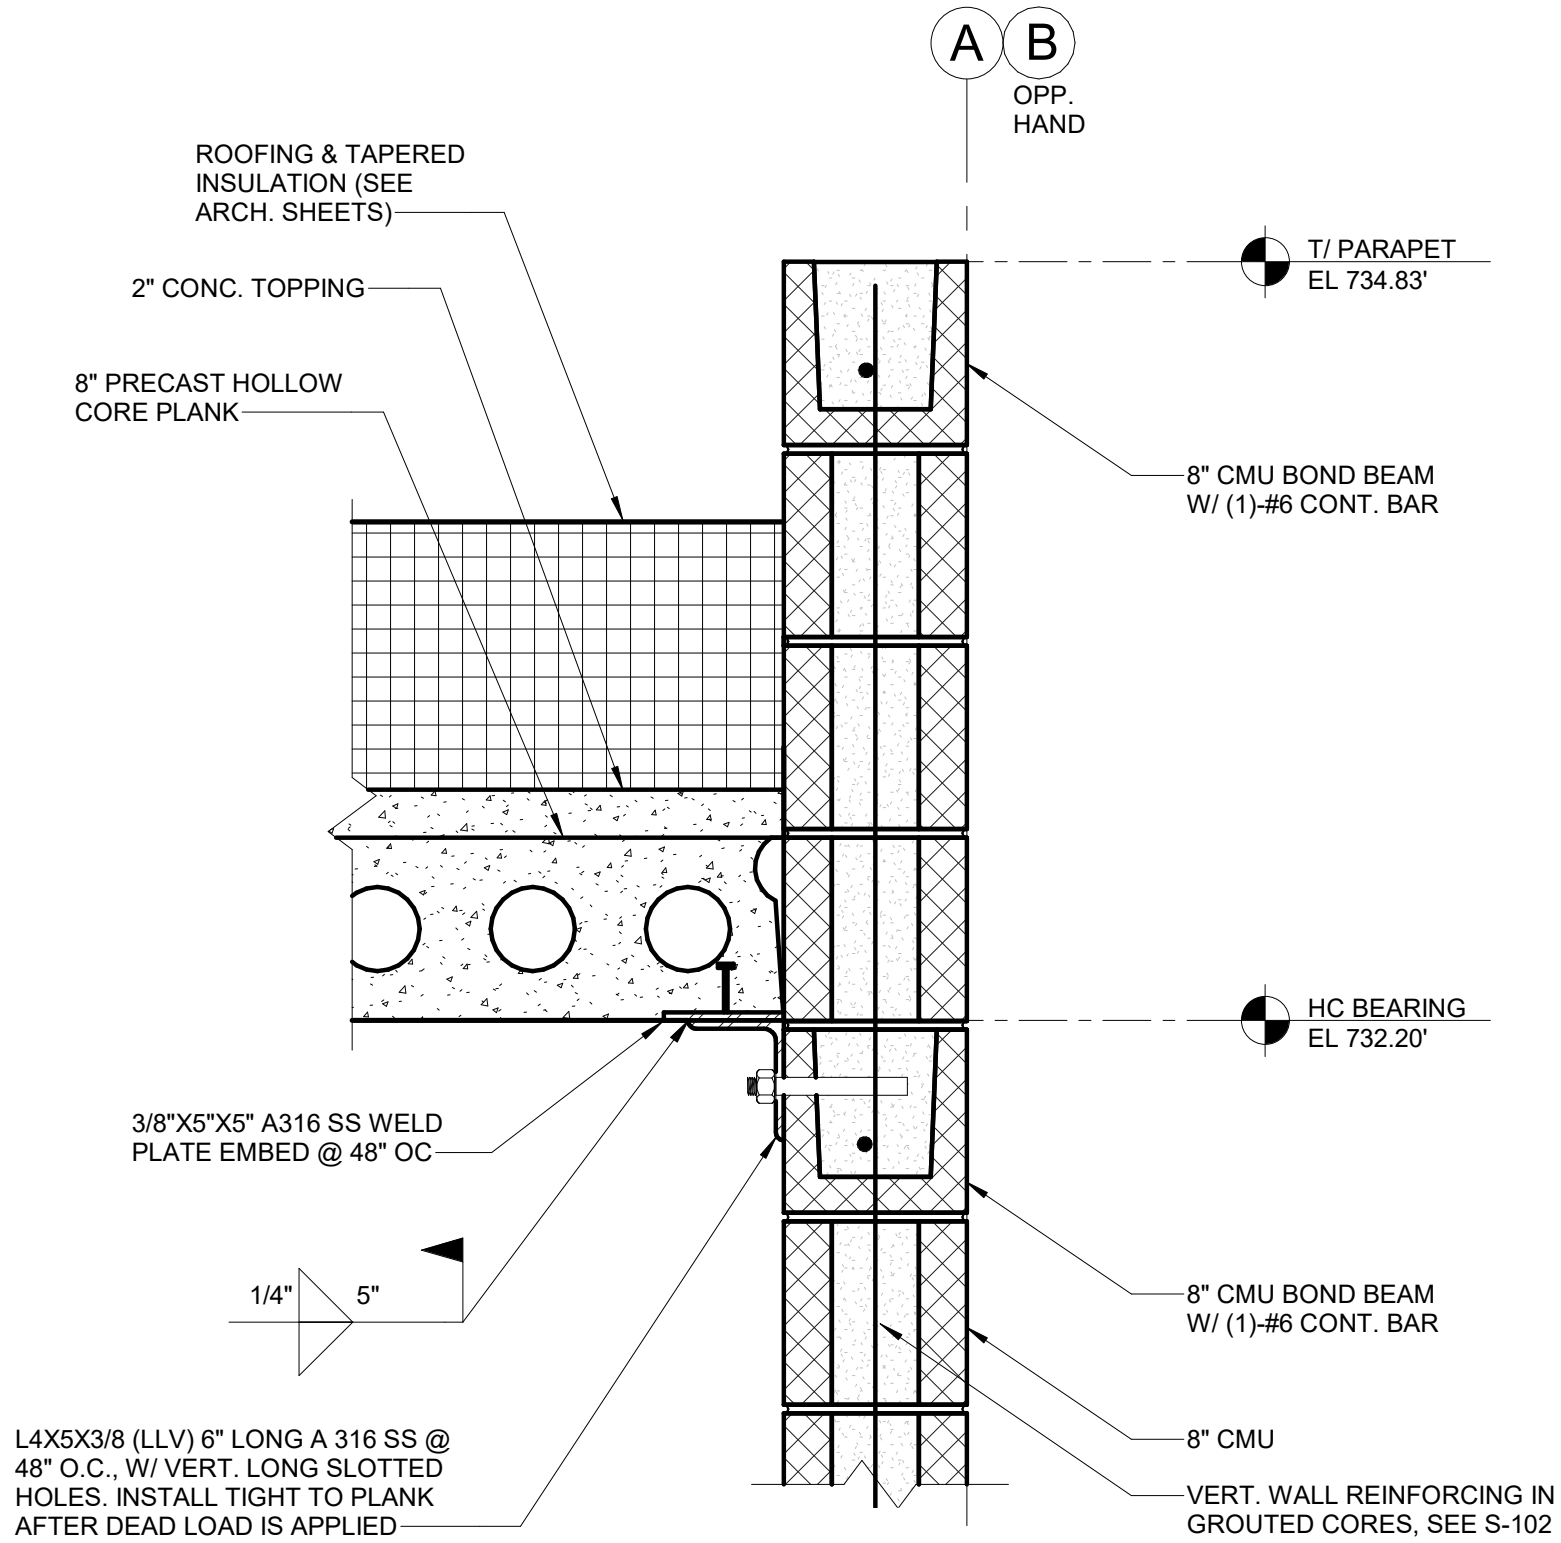 A B
OPP.
HAND
ROOFING & TAPERED
INSULATION (SEE
ARCH. SHEETS)
T/ PARAPET
EL 734.83'
2" CONC. TOPPING
8" PRECAST HOLLOW
CORE PLANK
8" CMU BOND BEAM
W/ (1)-#6 CONT. BAR
HC BEARING
EL 732.20'
3/8"X5"X5" A316 SS WELD
PLATE EMBED @ 48" OC
1/4" 5"
8" CMU BOND BEAM
W/ (1)-#6 CONT. BAR
L4X5X3/8 (LLV) 6" LONG A 316 SS @
48" O.C., W/ VERT. LONG SLOTTED
HOLES. INSTALL TIGHT TO PLANK
AFTER DEAD LOAD IS APPLIED
8" CMU
VERT. WALL REINFORCING IN
GROUTED CORES, SEE S-102